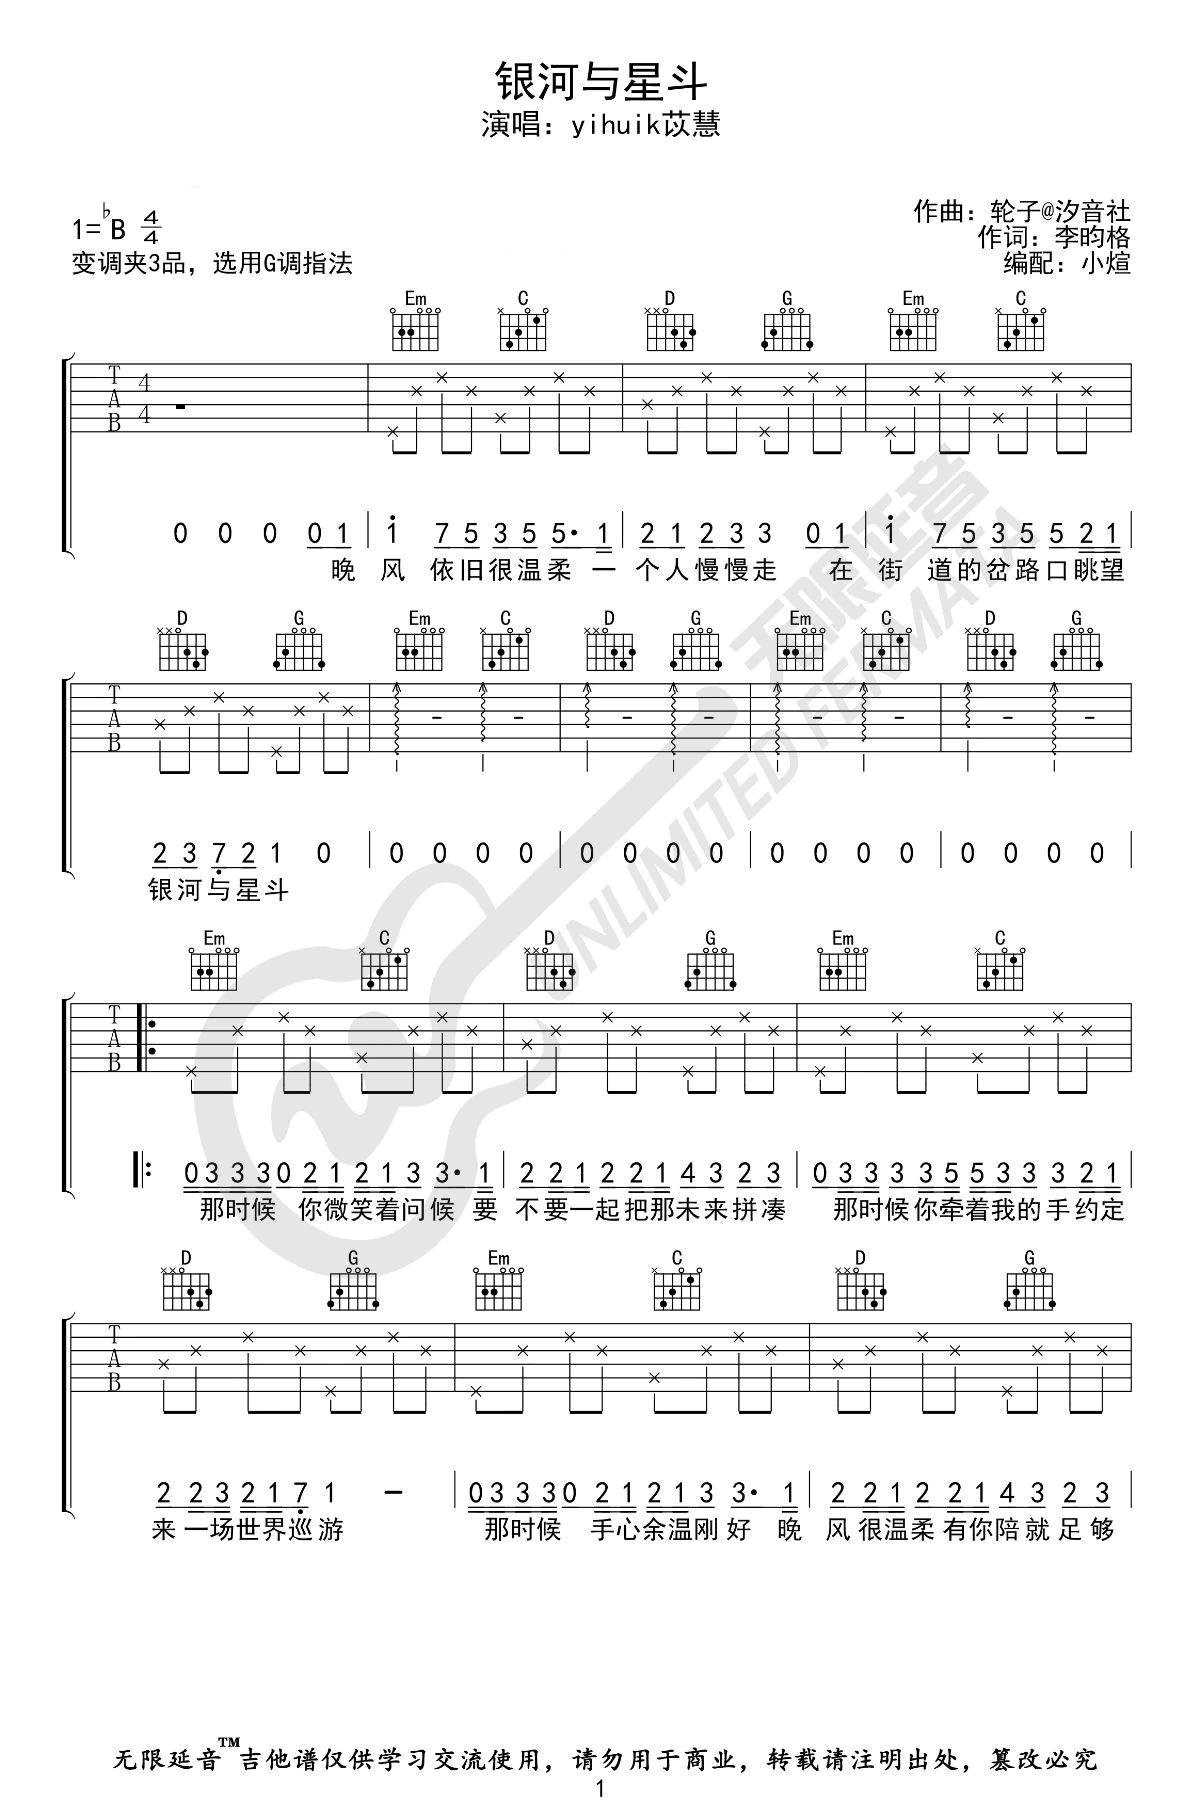 银河与星斗
演唱：yihuik苡慧
1=♭B 4/4
作曲：轮子@汐音社
作词：李昀格
变调夹3品，选用G调指法
编配：小煊
Em C D G Em C
T A B 4 4
0 0 0 0 1 | 1 7 5 3 5 5· 1 | 2 1 2 3 3 0 1 | 1 7 5 3 5 5 2 1
晚 风 依旧很温柔 一 个人慢慢走 在 街 道的岔路口眺望
D G Em C D G Em C D G
T A B
2 3 7 2 1 0 | 0 0 0 0 | 0 0 0 0 | 0 0 0 0 | 0 0 0 0
银河与星斗
Em C D G Em C
T A B
0 3 3 3 0 2 1 2 1 3 3· 1 | 2 2 1 2 2 1 4 3 2 3 | 0 3 3 3 3 5 5 3 3 3 2 1
那时候 你微笑着问候 要 不要一起把那未来拼凑 那时候你牵着我的手约定
D G Em C D G
T A B
2 2 3 2 1 7 1 – | 0 3 3 3 0 2 1 2 1 3 3· 1 | 2 2 1 2 2 1 4 3 2 3
来 一场世界巡游 那时候 手心余温刚好 晚 风很温柔有你陪就足够
无限延音
UNLIMITED FERMATA
无限延音™吉他谱仅供学习交流使用，请勿用于商业，转载请注明出处，篡改必究
1